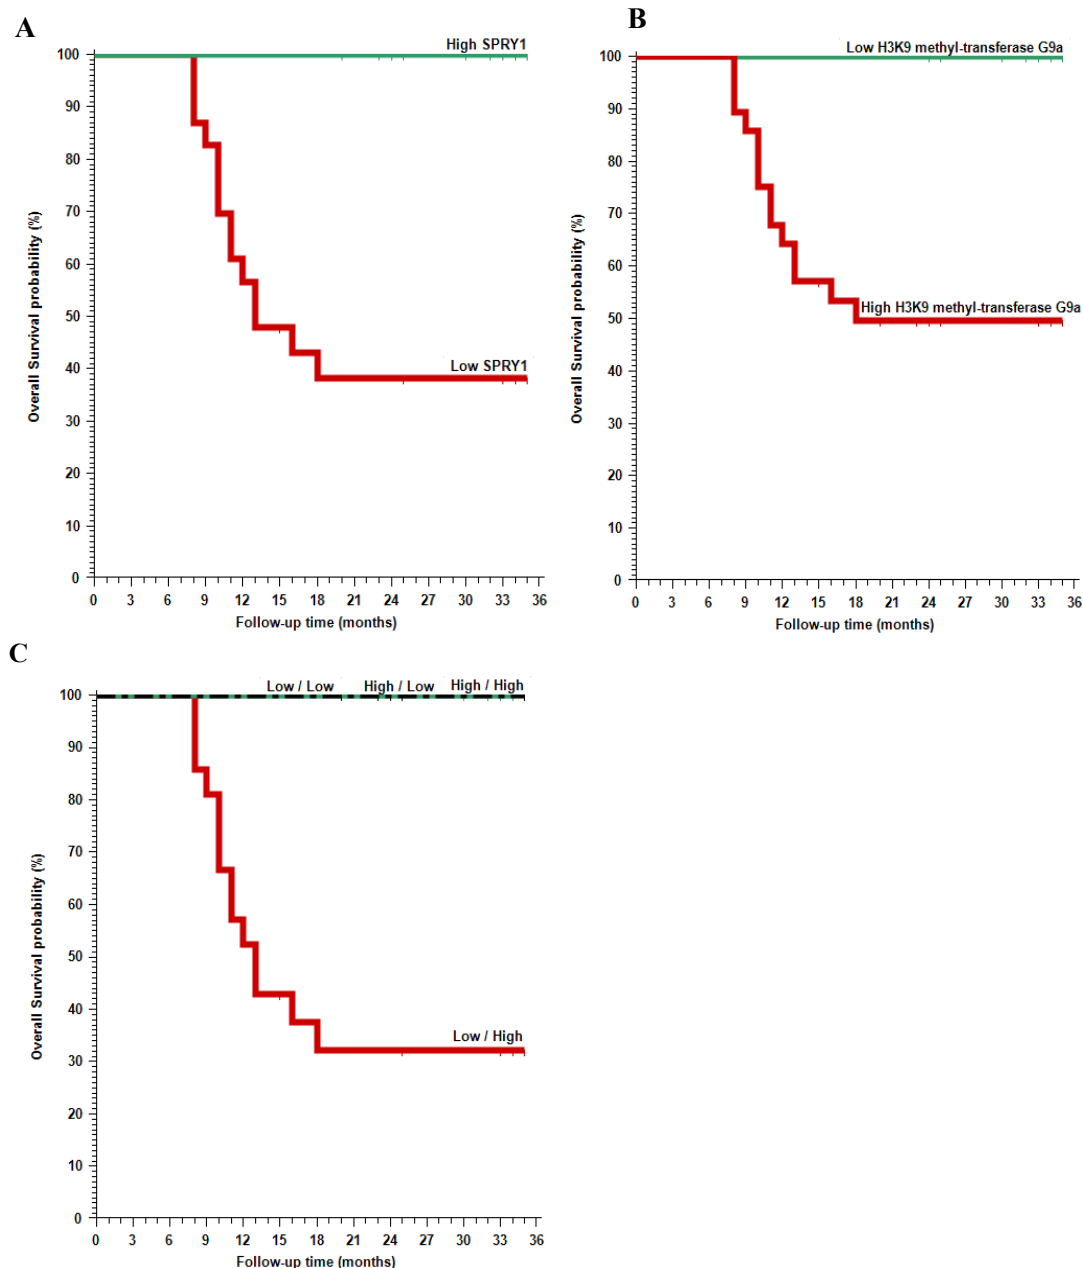 A
High SPRY1
100
90
80
70
60
50
40
30
20
10
0
Low SPRY1
Overall Survival probability (%)
0 3 6 9 12 15 18 21 24 27 30 33 36
Follow-up time (months)
B
Low H3K9 methyl-transferase G9a
100
90
80
70
60
50
40
30
20
10
0
High H3K9 methyl-transferase G9a
Overall Survival probability (%)
0 3 6 9 12 15 18 21 24 27 30 33 36
Follow-up time (months)
C
Low / Low High / Low High / High
100
90
80
70
60
50
40
30
20
10
0
Low / High
Overall Survival probability (%)
0 3 6 9 12 15 18 21 24 27 30 33 36
Follow-up time (months)